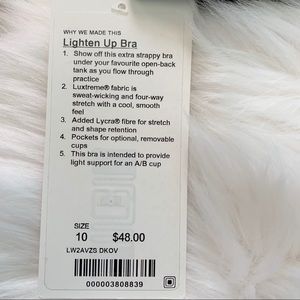 WHY WE MADE THIS
Lighten Up Bra
1. Show off this extra strappy bra
under your favourite open-back
tank as you flow through
practice
2. Luxtreme® fabric is
sweat-wicking and four-way
stretch with a cool, smooth
feel
3. Added Lycra® fibre for stretch
and shape retention
4. Pockets for optional, removable
cups
5. This bra is intended to provide
light support for an A/B cup
SIZE
10 $48.00
LW2AVZS DKOV
000003808839